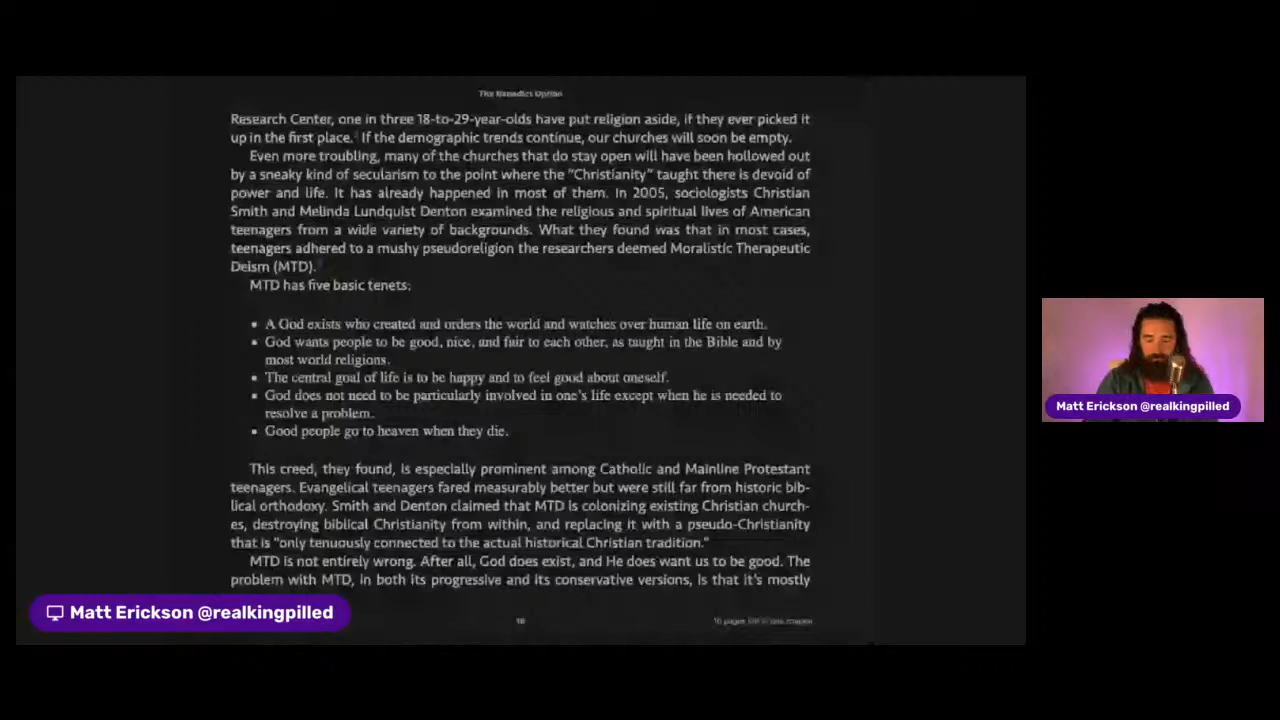 The Benedict Option
Research Center, one in three 18-to-29-year-olds have put religion aside, if they ever picked it
up in the first place. If the demographic trends continue, our churches will soon be empty.
Even more troubling, many of the churches that do stay open will have been hollowed out
by a sneaky kind of secularism to the point where the “Christianity” taught there is devoid of
power and life. It has already happened in most of them. In 2005, sociologists Christian
Smith and Melinda Lundquist Denton examined the religious and spiritual lives of American
teenagers from a wide variety of backgrounds. What they found was that in most cases,
teenagers adhered to a mushy pseudoreligion the researchers deemed Moralistic Therapeutic
Deism (MTD).
MTD has five basic tenets:
• A God exists who created and orders the world and watches over human life on earth.
• God wants people to be good, nice, and fair to each other, as taught in the Bible and by
most world religions.
• The central goal of life is to be happy and to feel good about oneself.
• God does not need to be particularly involved in one’s life except when he is needed to
resolve a problem.
• Good people go to heaven when they die.
This creed, they found, is especially prominent among Catholic and Mainline Protestant
teenagers. Evangelical teenagers fared measurably better but were still far from historic bib-
lical orthodoxy. Smith and Denton claimed that MTD is colonizing existing Christian church-
es, destroying biblical Christianity from within, and replacing it with a pseudo-Christianity
that is “only tenuously connected to the actual historical Christian tradition.”
MTD is not entirely wrong. After all, God does exist, and He does want us to be good. The
problem with MTD, in both its progressive and its conservative versions, is that it’s mostly
18
10 pages left in this chapter
Matt Erickson @realkingpilled
Matt Erickson @realkingpilled